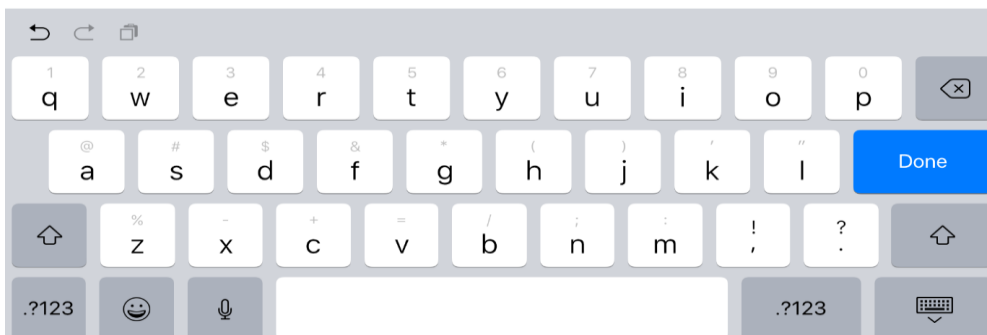 1 2 3 4 5 6 7 8 9 0
q w e r t y u i o p
@ # $ & * ( ) ' "
a s d f g h j k l Done
% - + = / ; : ! ?
z x c v b n m , .
.?123 .?123